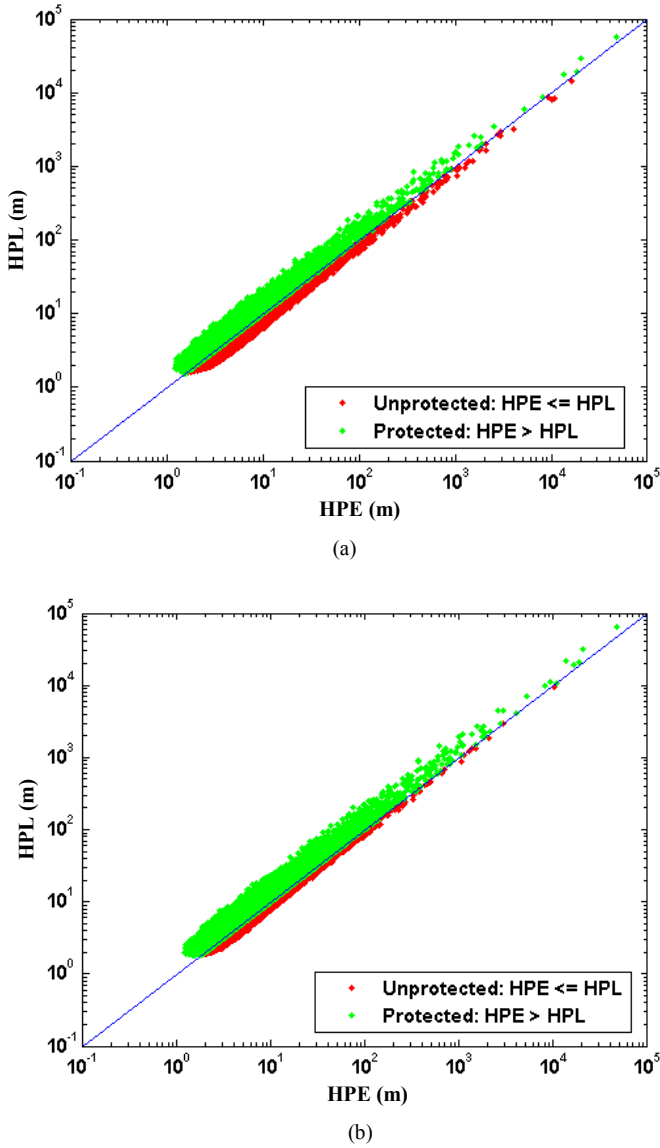 10^5
10^4
10^3
HPL (m)
10^2
10^1
10^0
10^-1
Unprotected: HPE <= HPL
Protected: HPE > HPL
10^-1 10^0 10^1 10^2 10^3 10^4 10^5
HPE (m)
(a)
10^5
10^4
10^3
HPL (m)
10^2
10^1
10^0
10^-1
Unprotected: HPE <= HPL
Protected: HPE > HPL
10^-1 10^0 10^1 10^2 10^3 10^4 10^5
HPE (m)
(b)